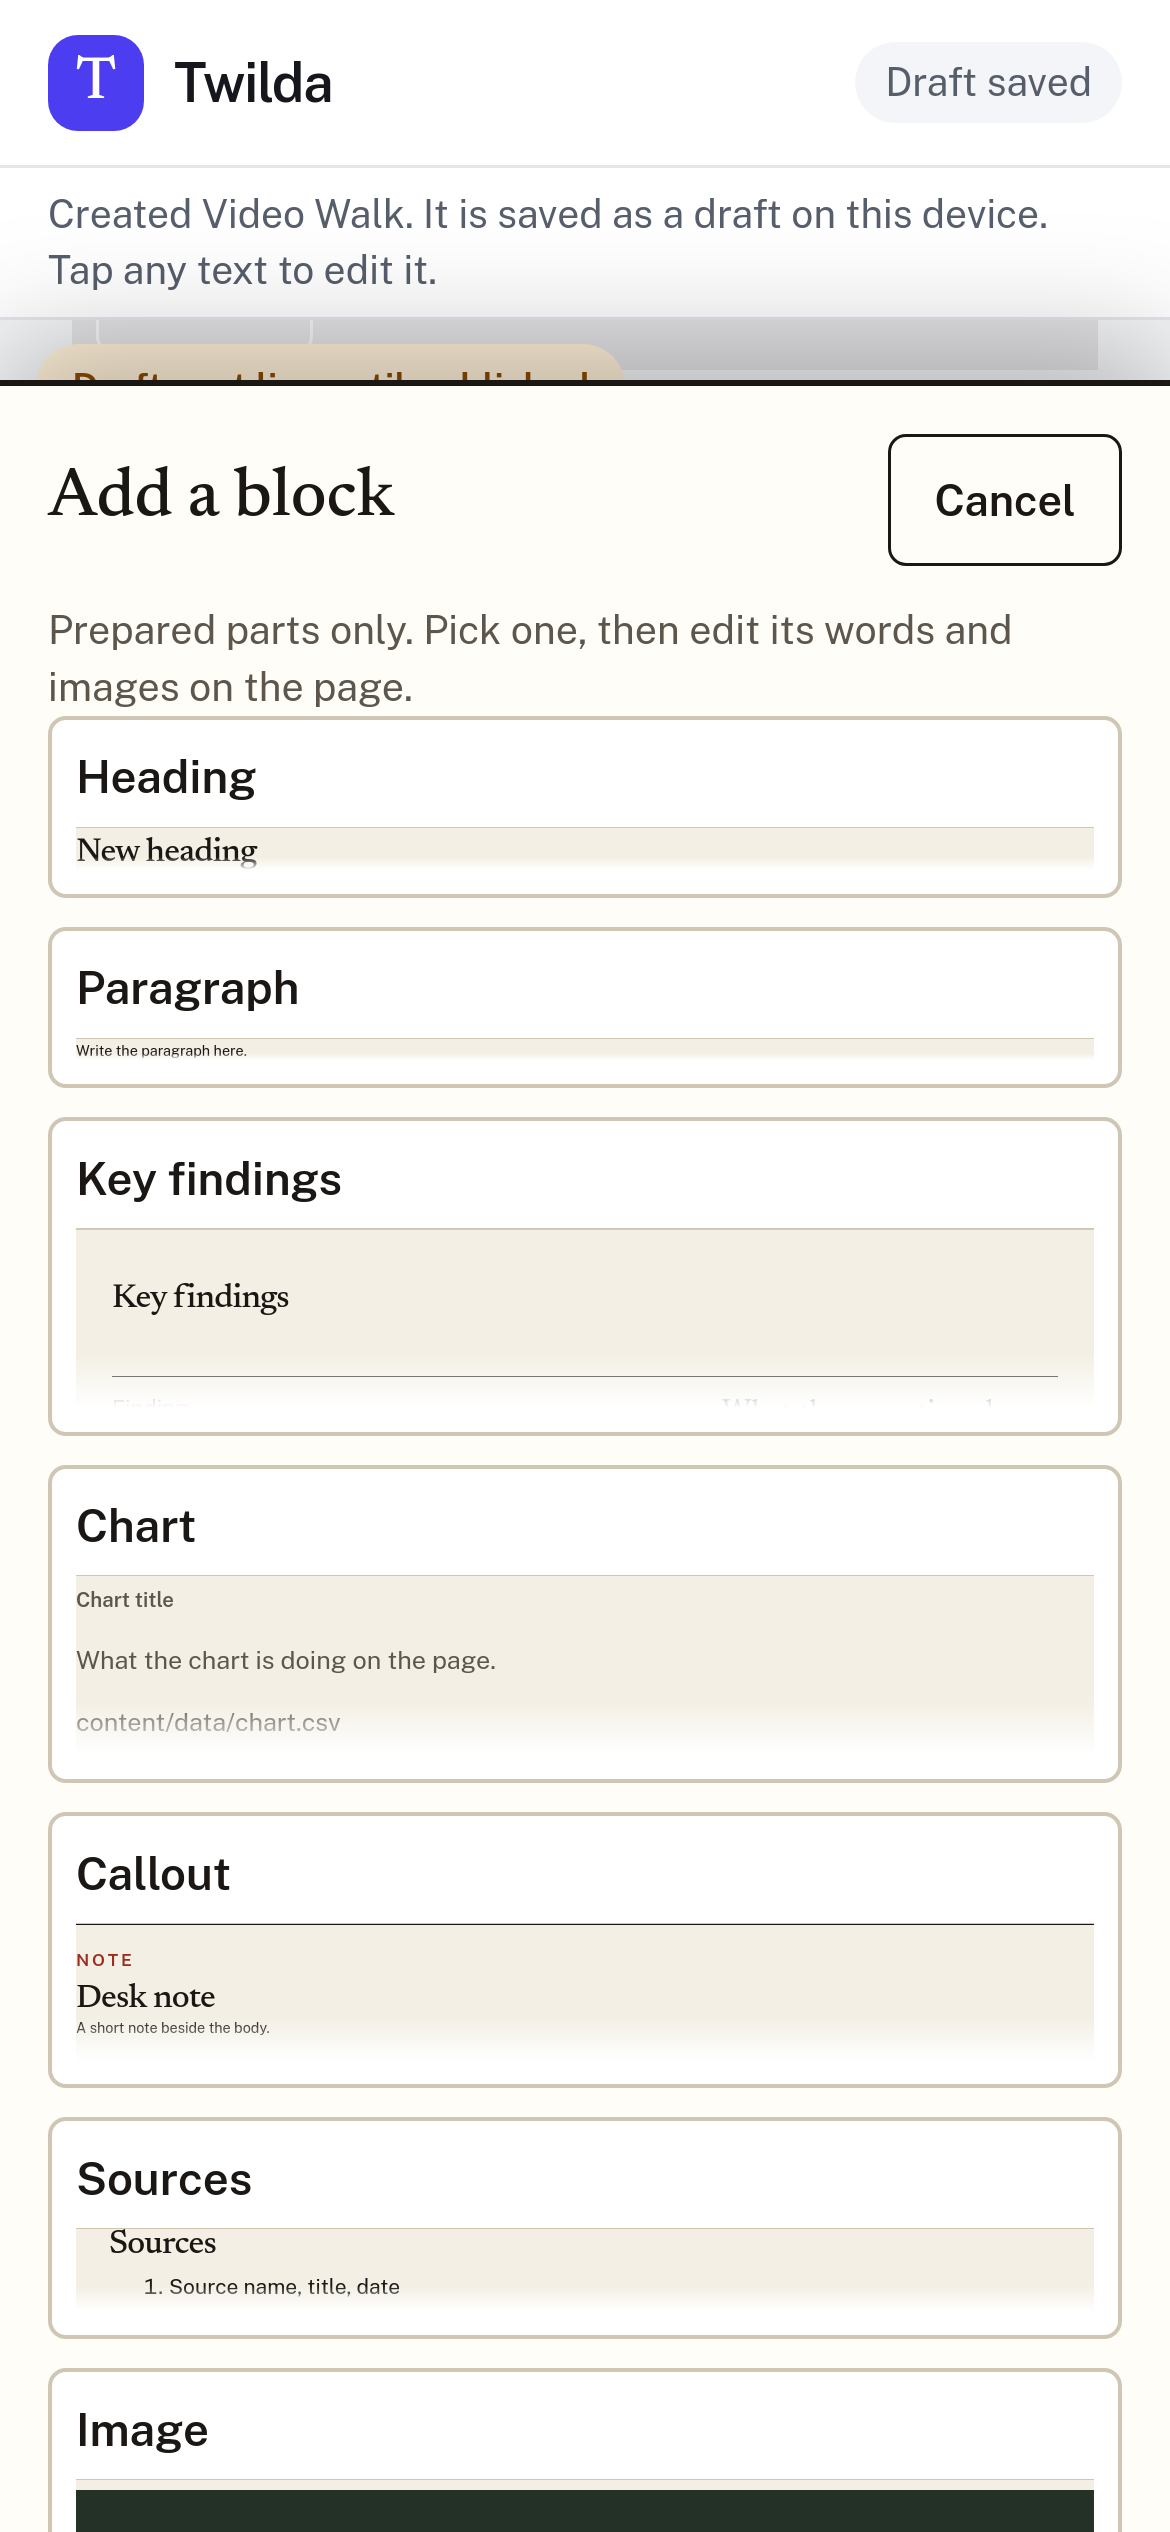 T Twilda
Draft saved
Created Video Walk. It is saved as a draft on this device.
Tap any text to edit it.
Add a block
Cancel
Prepared parts only. Pick one, then edit its words and
images on the page.
Heading
New heading
Paragraph
Write the paragraph here.
Key findings
Key findings
Finding
Chart
Chart title
What the chart is doing on the page.
content/data/chart.csv
Callout
NOTE
Desk note
A short note beside the body.
Sources
Sources
1. Source name, title, date
Image